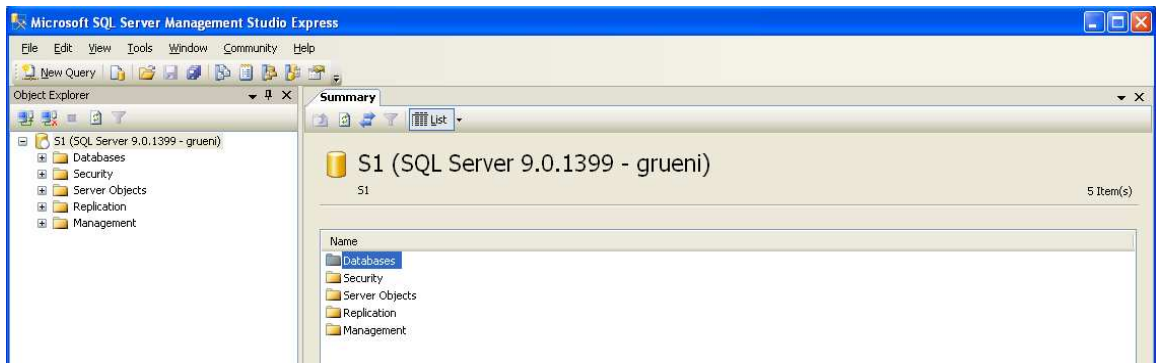 Microsoft SQL Server Management Studio Express
File Edit View Tools Window Community Help
New Query
Object Explorer
S1 (SQL Server 9.0.1399 - grueni)
Databases
Security
Server Objects
Replication
Management
Summary
List
S1 (SQL Server 9.0.1399 - grueni)
S1
5 Item(s)
Name
Databases
Security
Server Objects
Replication
Management